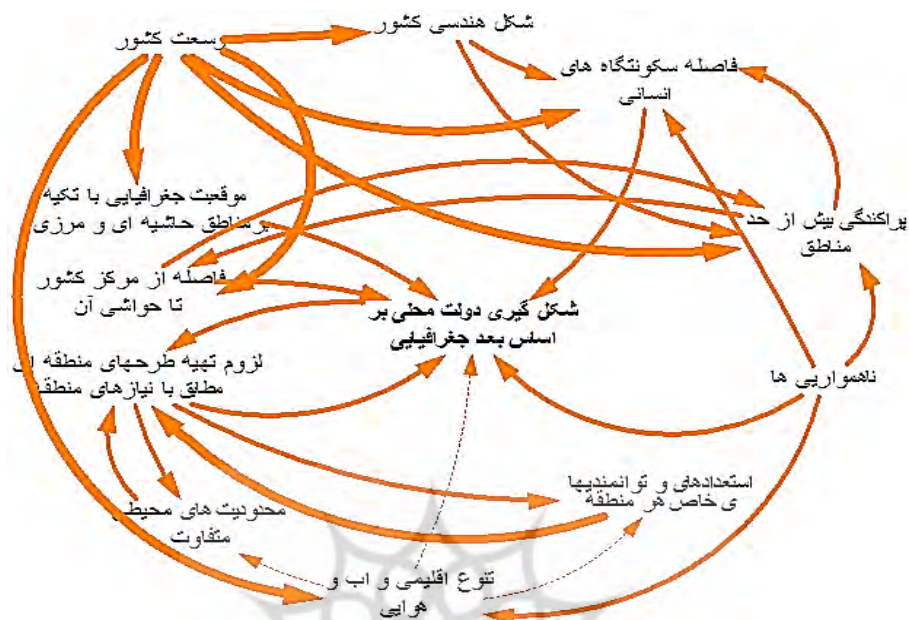 شکل هندسی کشور
وسعت کشور
فاصله سکونتگاه های
انسانی
موقعیت جغرافیایی با تکیه
برمناطق حاشیه ای و مرزی
پراکندگی بیش از حد
مناطق
فاصله از مرکز کشور
تا حواشی آن
شکل گیری دولت محلی بر
اساس بعد جغرافیایی
لزوم تهیه طرحهای منطقه ای
مطابق با نیازهای منطقه
ناهمواریی ها
استعدادهای و توانمندیها
ی خاص هر منطقه
محدودیت های محیطی
متفاوت
تنوع اقلیمی و اب و
هوایی